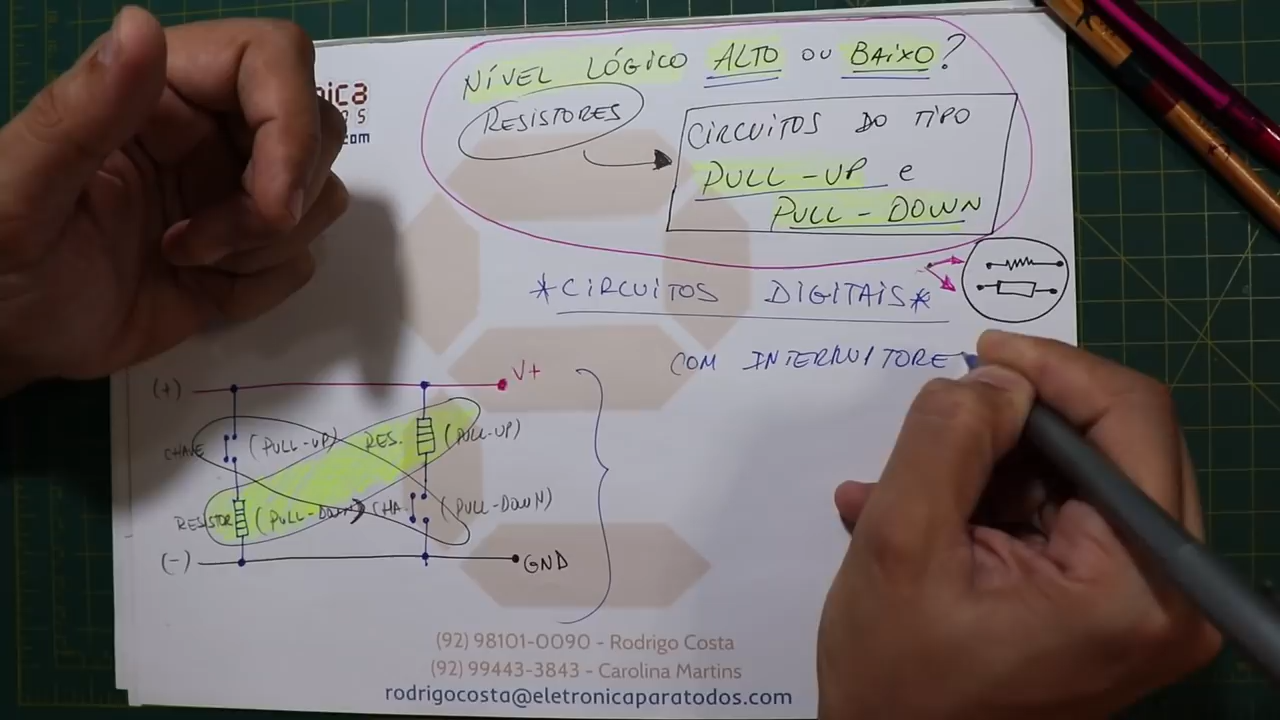 NÍVEL LÓGICO ALTO OU BAIXO?
RESISTORES
CIRCUITOS DO TIPO
PULL-UP e
PULL-DOWN
*CIRCUITOS DIGITAIS*
COM INTERRUITORE
(+) V+
CHAVE (PULL-UP) RES. (PULL-UP)
RESISTOR (PULL-DOWN) CHA. (PULL-DOWN)
(-) GND
(92) 98101-0090 - Rodrigo Costa
(92) 99443-3843 - Carolina Martins
rodrigocosta@eletronicaparatodos.com